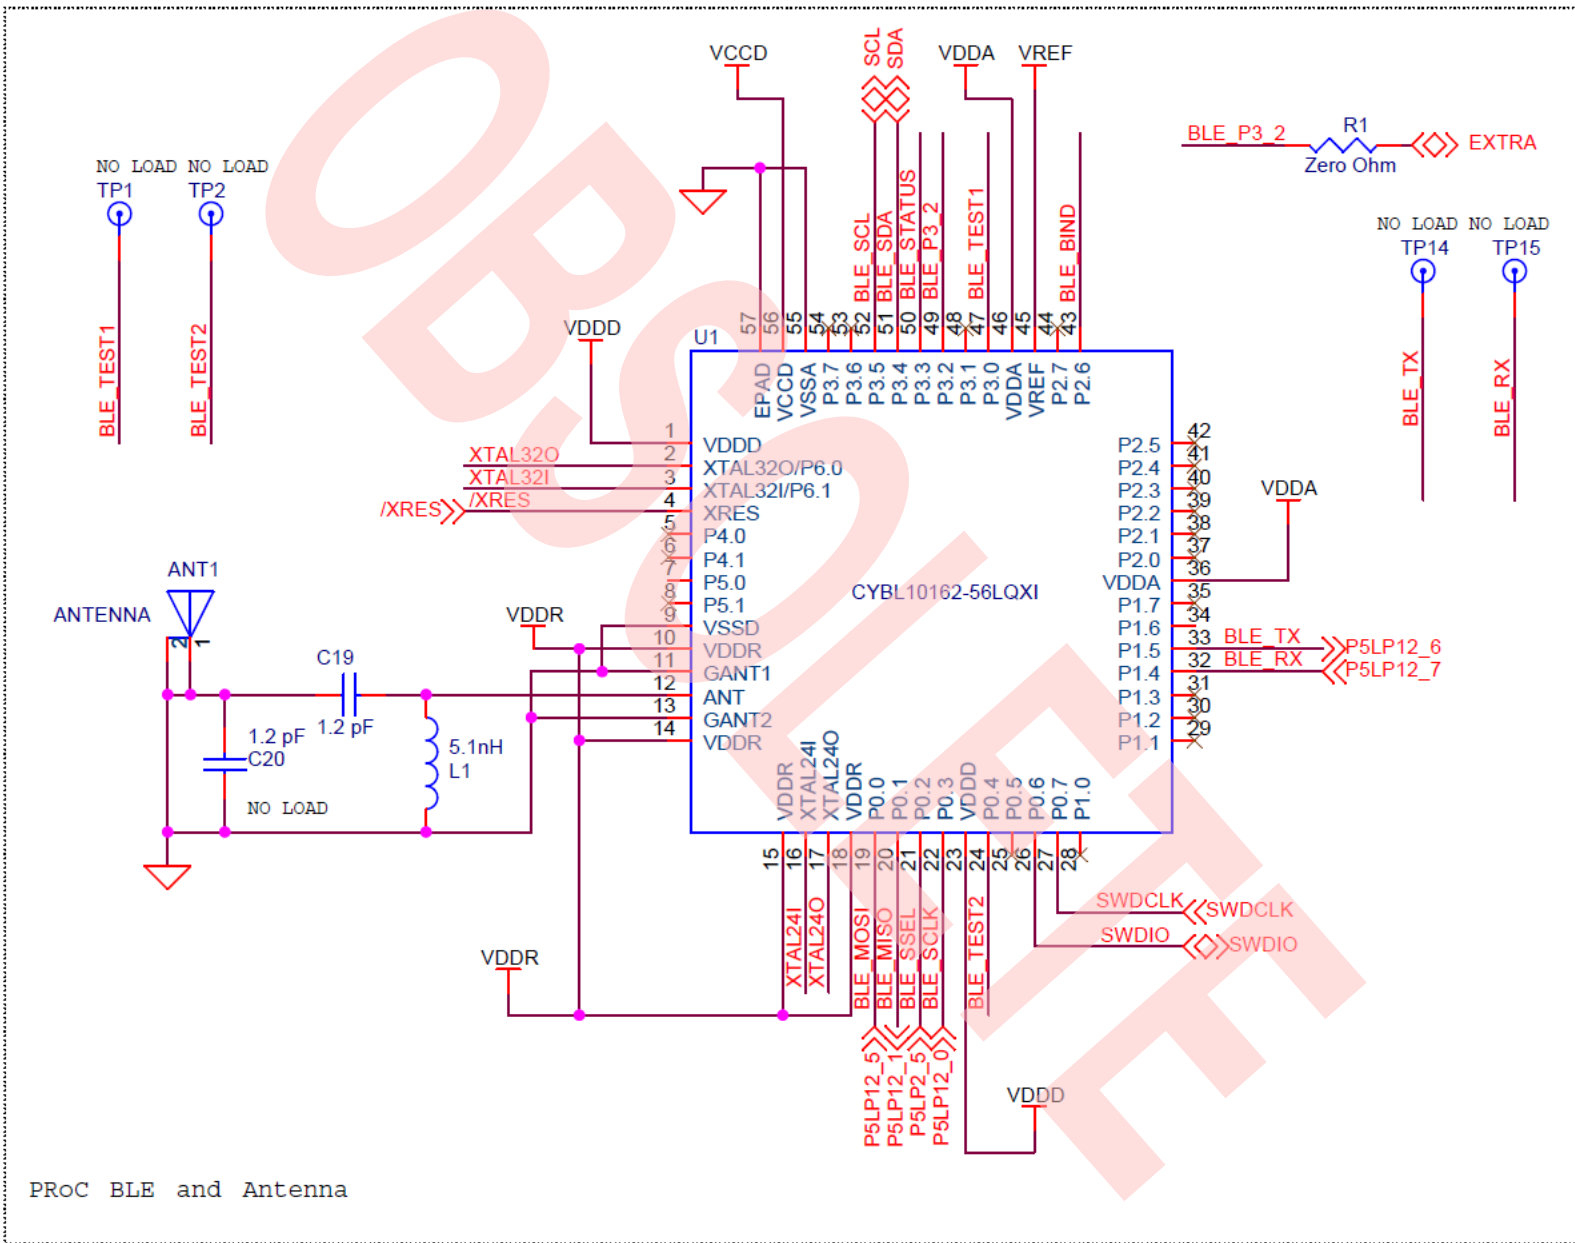 VCCD
SCL
SDA
VDDA
VREF
BLE_P3_2
R1
Zero Ohm
EXTRA
NO LOAD NO LOAD
TP1 TP2
BLE_TEST1
BLE_TEST2
NO LOAD NO LOAD
TP14 TP15
BLE_TX
BLE_RX
BLE_SCL
BLE_SDA
BLE_STATUS
BLE_P3_2
BLE_TEST1
BLE_BIND
VDDD
U1
57 56 55 54 53 52 51 50 49 48 47 46 45 44 43
EPAD VCCD VSSA P3.7 P3.6 P3.5 P3.4 P3.3 P3.2 P3.1 P3.0 VDDA VREF P2.7 P2.6
1 VDDD
XTAL32O 2 XTAL32O/P6.0
XTAL32I 3 XTAL32I/P6.1
/XRES /XRES 4 XRES
5 P4.0
6 P4.1
7 P5.0
8 P5.1
9 VSSD
10 VDDR
11 GANT1
12 ANT
13 GANT2
14 VDDR
CYBL10162-56LQXI
P2.5 42
P2.4 41
P2.3 40
P2.2 39
P2.1 38
P2.0 37
VDDA 36
P1.7 35
P1.6 34
P1.5 33 BLE_TX P5LP12_6
P1.4 32 BLE_RX P5LP12_7
P1.3 31
P1.2 30
P1.1 29
VDDA
ANT1
ANTENNA
2 1
VDDR
C19
1.2 pF
1.2 pF
C20
NO LOAD
5.1nH
L1
VDDR XTAL24I XTAL24O VDDR P0.0 P0.1 P0.2 P0.3 VDDD P0.4 P0.5 P0.6 P0.7 P1.0
15 16 17 18 19 20 21 22 23 24 25 26 27 28
XTAL24I
XTAL24O
BLE_MOSI
BLE_MISO
BLE_SSEL
BLE_SCLK
BLE_TEST2
SWDCLK SWDCLK
SWDIO SWDIO
VDDR
P5LP12_5
P5LP12_1
P5LP2_5
P5LP12_0
VDDD
PRoC BLE and Antenna
OBSOLETE